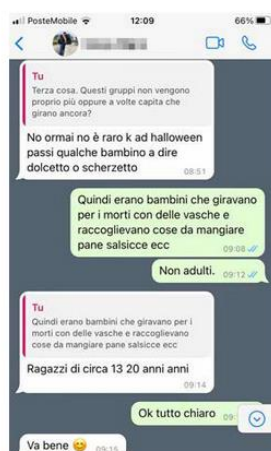 PosteMobile 12:09 66%
Tu
Terza cosa. Questi gruppi non vengono
proprio più oppure a volte capita che
girano ancora?
No ormai no è raro k ad halloween
passi qualche bambino a dire
dolcetto o scherzetto
08:51
Quindi erano bambini che giravano
per i morti con delle vasche e
raccoglievano cose da mangiare
pane salsicce ecc
09:08
Non adulti. 09:12
Tu
Quindi erano bambini che giravano per i
morti con delle vasche e raccoglievano
cose da mangiare pane salsicce ecc
Ragazzi di circa 13 20 anni anni
09:14
Ok tutto chiaro 09:
Va bene 😊 09:15